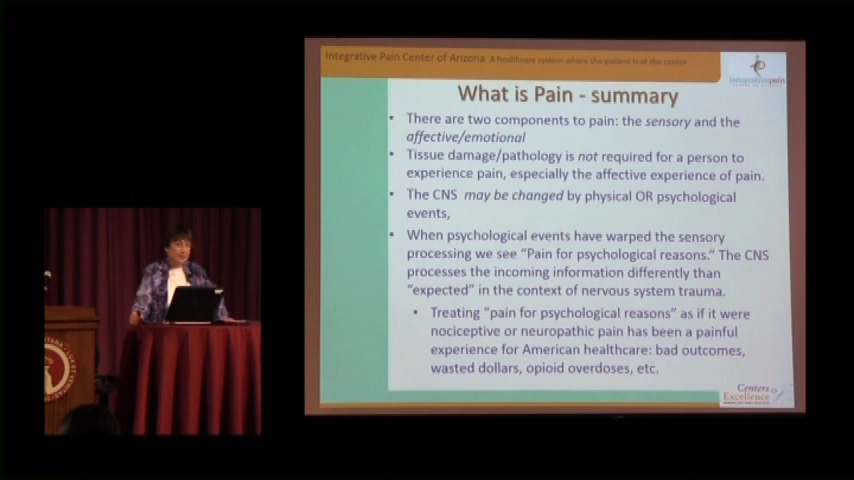 Integrative Pain Center of Arizona A healthcare system where the patient is at the center
integrativepain
What is Pain - summary
• There are two components to pain: the sensory and the
affective/emotional
• Tissue damage/pathology is not required for a person to
experience pain, especially the affective experience of pain.
• The CNS may be changed by physical OR psychological
events,
• When psychological events have warped the sensory
processing we see “Pain for psychological reasons.” The CNS
processes the incoming information differently than
“expected” in the context of nervous system trauma.
• Treating “pain for psychological reasons” as if it were
nociceptive or neuropathic pain has been a painful
experience for American healthcare: bad outcomes,
wasted dollars, opioid overdoses, etc.
Centers of
Excellence